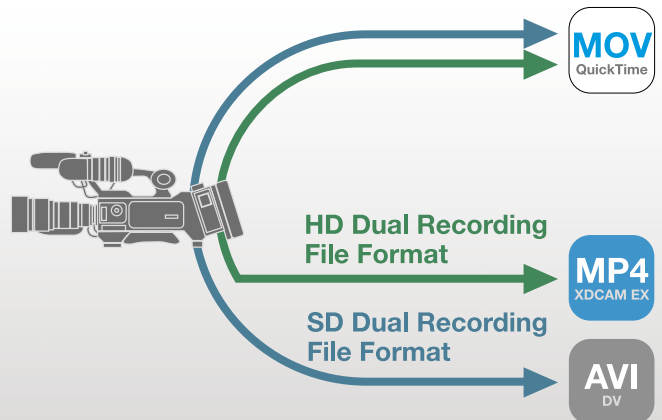 MOV
QuickTime
HD Dual Recording
File Format
MP4
XDCAM EX
SD Dual Recording
File Format
AVI
DV